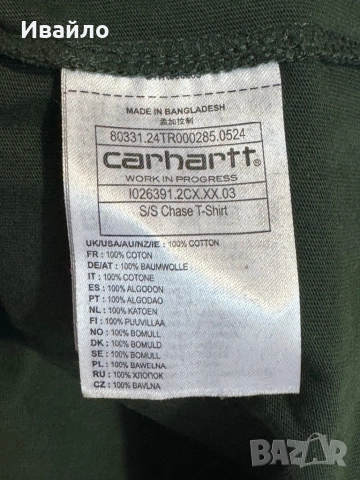 Ивайло
MADE IN BANGLADESH
孟加拉制
80331.24TR000285.0524
carhartt®
WORK IN PROGRESS
I026391.2CX.XX.03
S/S Chase T-Shirt
UK/USA/AU/NZ/IE : 100% COTTON
FR : 100% COTON
DE/AT : 100% BAUMWOLLE
IT : 100% COTONE
ES : 100% ALGODON
PT : 100% ALGODAO
NL : 100% KATOEN
FI : 100% PUUVILLAA
NO : 100% BOMULL
DK : 100% BOMULD
SE : 100% BOMULL
PL : 100% BAWELNA
RU : 100% ХЛОПОК
CZ : 100% BAVLNA
BAZAR